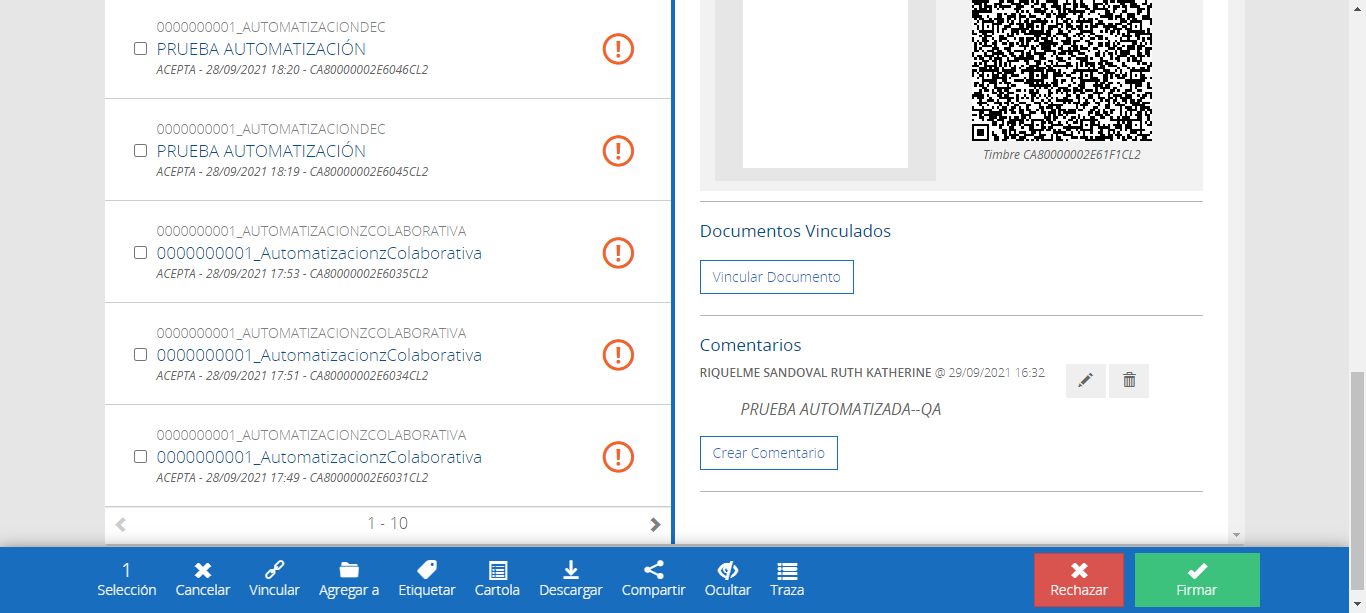 0000000001_AUTOMATIZACIONDEC
PRUEBA AUTOMATIZACIÓN
ACEPTA - 28/09/2021 18:20 - CA80000002E6046CL2
0000000001_AUTOMATIZACIONDEC
PRUEBA AUTOMATIZACIÓN
ACEPTA - 28/09/2021 18:19 - CA80000002E6045CL2
0000000001_AUTOMATIZACIONZCOLABORATIVA
0000000001_AutomatizacionzColaborativa
ACEPTA - 28/09/2021 17:53 - CA80000002E6035CL2
0000000001_AUTOMATIZACIONZCOLABORATIVA
0000000001_AutomatizacionzColaborativa
ACEPTA - 28/09/2021 17:51 - CA80000002E6034CL2
0000000001_AUTOMATIZACIONZCOLABORATIVA
0000000001_AutomatizacionzColaborativa
ACEPTA - 28/09/2021 17:49 - CA80000002E6031CL2
1 - 10
Timbre CA80000002E61F1CL2
Documentos Vinculados
Vincular Documento
Comentarios
RIQUELME SANDOVAL RUTH KATHERINE @ 29/09/2021 16:32
PRUEBA AUTOMATIZADA--QA
Crear Comentario
1
Selección
Cancelar
Vincular
Agregar a
Etiquetar
Cartola
Descargar
Compartir
Ocultar
Traza
Rechazar
Firmar